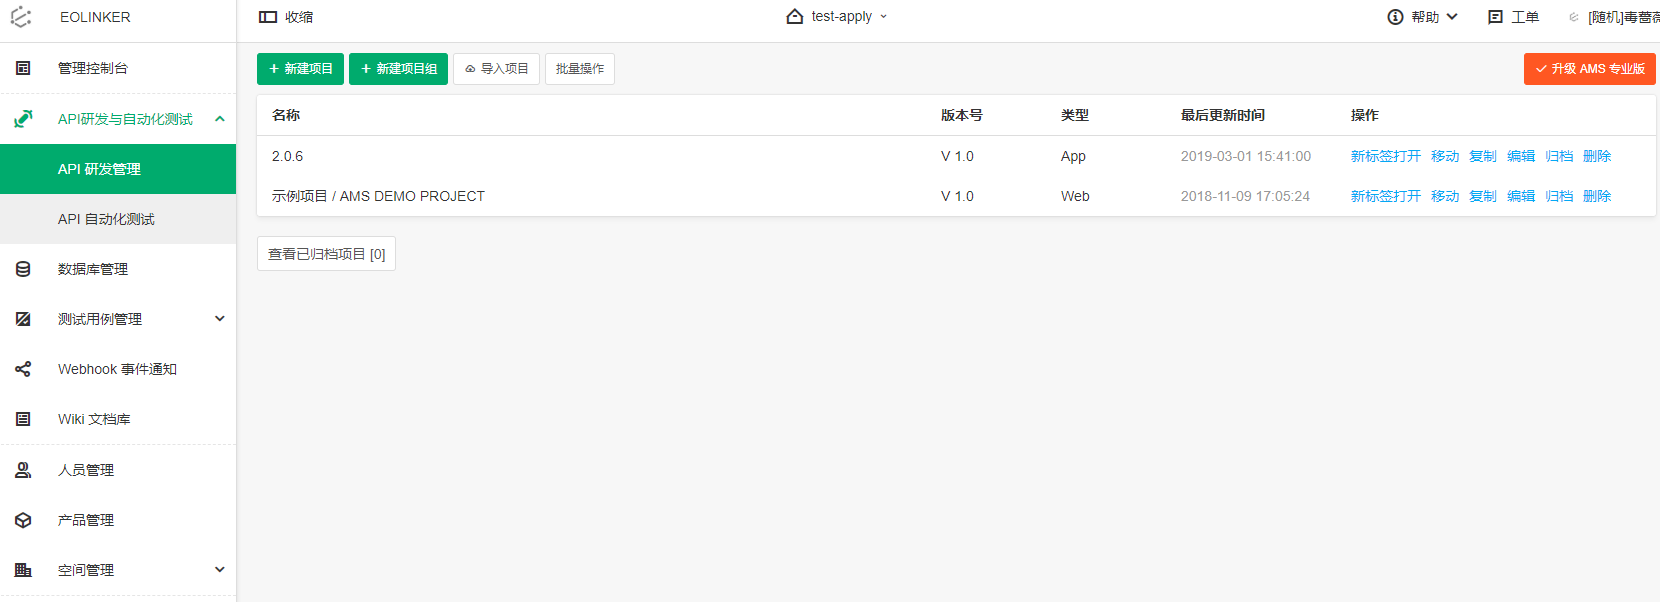 EOLINKER
收缩
test-apply
帮助
工单
[随机]毒蔷
管理控制台
API研发与自动化测试
API 研发管理
API 自动化测试
数据库管理
测试用例管理
Webhook 事件通知
Wiki 文档库
人员管理
产品管理
空间管理
+ 新建项目 + 新建项目组 导入项目 批量操作
升级 AMS 专业版
名称 版本号 类型 最后更新时间 操作
2.0.6 V 1.0 App 2019-03-01 15:41:00 新标签打开 移动 复制 编辑 归档 删除
示例项目 / AMS DEMO PROJECT V 1.0 Web 2018-11-09 17:05:24 新标签打开 移动 复制 编辑 归档 删除
查看已归档项目 [0]